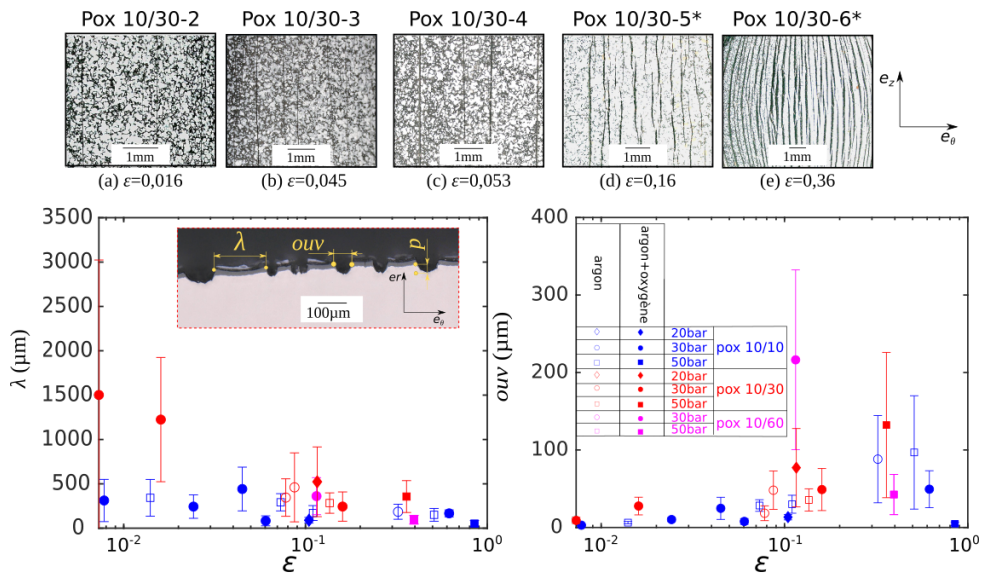 Pox 10/30-2 Pox 10/30-3 Pox 10/30-4 Pox 10/30-5* Pox 10/30-6*
1mm 1mm 1mm 1mm 1mm
e_z
e_θ
(a) ε=0,016 (b) ε=0,045 (c) ε=0,053 (d) ε=0,16 (e) ε=0,36
3500
3000
2500
2000
1500
1000
500
0
λ (µm)
10⁻² 10⁻¹ 10⁰
ε
λ ouv p
er
e_θ
100µm
400
300
200
100
0
ouv (µm)
10⁻² 10⁻¹ 10⁰
ε
argon argon+oxygène
20bar
30bar pox 10/10
50bar
20bar
30bar pox 10/30
50bar
30bar pox 10/60
50bar